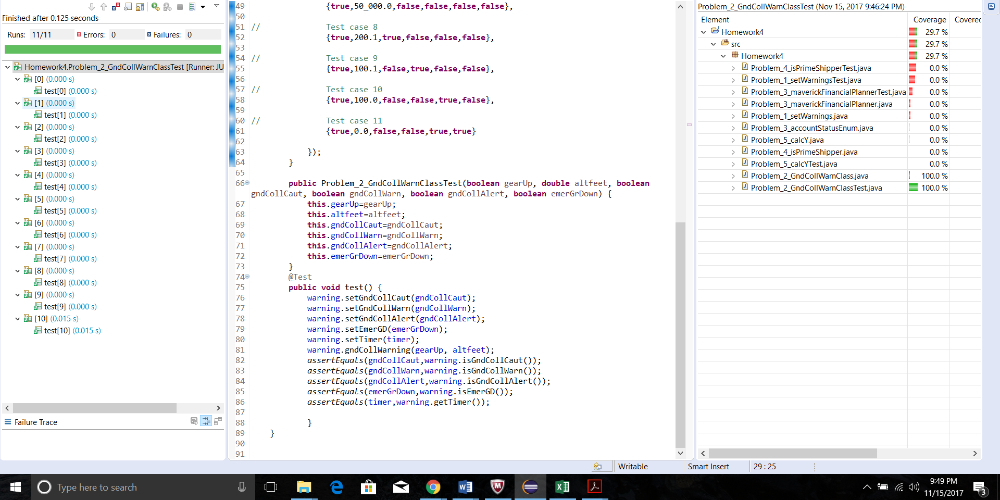 Finished after 0.125 seconds
Runs: 11/11 Errors: 0 Failures: 0
Homework4.Problem_2_GndCollWarnClassTest [Runner: JU
[0] (0.000 s)
test[0] (0.000 s)
[1] (0.000 s)
test[1] (0.000 s)
[2] (0.000 s)
test[2] (0.000 s)
[3] (0.000 s)
test[3] (0.000 s)
[4] (0.000 s)
test[4] (0.000 s)
[5] (0.000 s)
test[5] (0.000 s)
[6] (0.000 s)
test[6] (0.000 s)
[7] (0.000 s)
test[7] (0.000 s)
[8] (0.000 s)
test[8] (0.000 s)
[9] (0.000 s)
test[9] (0.000 s)
[10] (0.015 s)
test[10] (0.015 s)
Failure Trace
49 {true,50_000.0,false,false,false,false},
50
51 // Test case 8
52 {true,200.1,true,false,false,false},
53
54 // Test case 9
55 {true,100.1,false,true,false,false},
56
57 // Test case 10
58 {true,100.0,false,false,true,false},
59
60 // Test case 11
61 {true,0.0,false,false,true,true}
62
63 });
64 }
65
66 public Problem_2_GndCollWarnClassTest(boolean gearUp, double altfeet, boolean
gndCollCaut, boolean gndCollWarn, boolean gndCollAlert, boolean emerGrDown) {
67 this.gearUp=gearUp;
68 this.altfeet=altfeet;
69 this.gndCollCaut=gndCollCaut;
70 this.gndCollWarn=gndCollWarn;
71 this.gndCollAlert=gndCollAlert;
72 this.emerGrDown=emerGrDown;
73 }
74 @Test
75 public void test() {
76 warning.setGndCollCaut(gndCollCaut);
77 warning.setGndCollWarn(gndCollWarn);
78 warning.setGndCollAlert(gndCollAlert);
79 warning.setEmerGD(emerGrDown);
80 warning.setTimer(timer);
81 warning.gndCollWarning(gearUp, altfeet);
82 assertEquals(gndCollCaut,warning.isGndCollCaut());
83 assertEquals(gndCollWarn,warning.isGndCollWarn());
84 assertEquals(gndCollAlert,warning.isGndCollAlert());
85 assertEquals(emerGrDown,warning.isEmerGD());
86 assertEquals(timer,warning.getTimer());
87
88 }
89 }
90
91
Problem_2_GndCollWarnClassTest (Nov 15, 2017 9:46:24 PM)
Element Coverage Coverec
Homework4 29.7 %
src 29.7 %
Homework4 29.7 %
Problem_4_isPrimeShipperTest.java 0.0 %
Problem_1_setWarningsTest.java 0.0 %
Problem_3_maverickFinancialPlannerTest.java 0.0 %
Problem_3_maverickFinancialPlanner.java 0.0 %
Problem_1_setWarnings.java 0.0 %
Problem_3_accountStatusEnum.java 0.0 %
Problem_5_calcY.java 0.0 %
Problem_4_isPrimeShipper.java 0.0 %
Problem_5_calcYTest.java 0.0 %
Problem_2_GndCollWarnClass.java 100.0 %
Problem_2_GndCollWarnClassTest.java 100.0 %
Writable Smart Insert 29 : 25
Type here to search
9:49 PM
11/15/2017
3